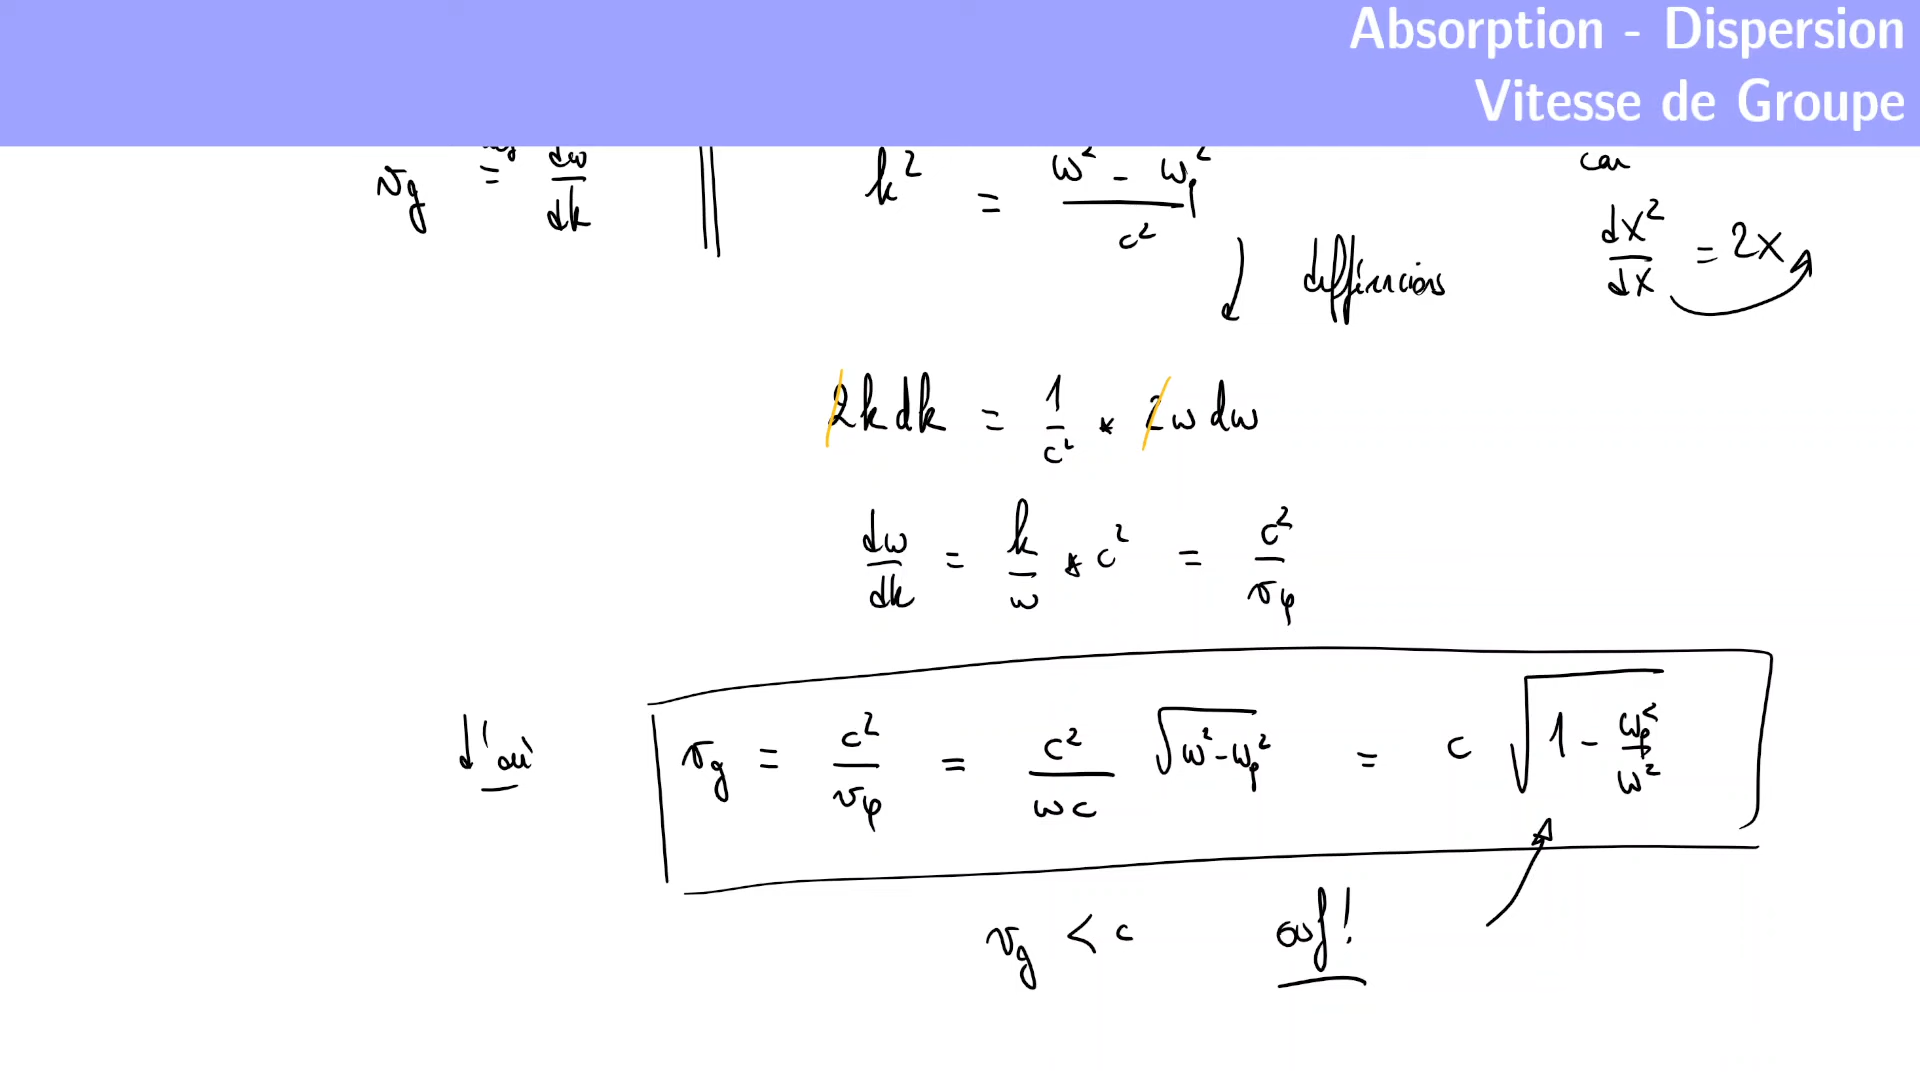 Absorption - Dispersion
Vitesse de Groupe
v_g = dω/dk || k² = (ω² - ω_p²)/c²
car
dX²/dX = 2X
différencions
2k dk = 1/c² * 2ω dω
dω/dk = k/ω * c² = c²/v_φ
d'où v_g = c²/v_φ = c²/(ωc) √(ω² - ω_p²) = c √(1 - ω_p²/ω²)
v_g < c ouf!